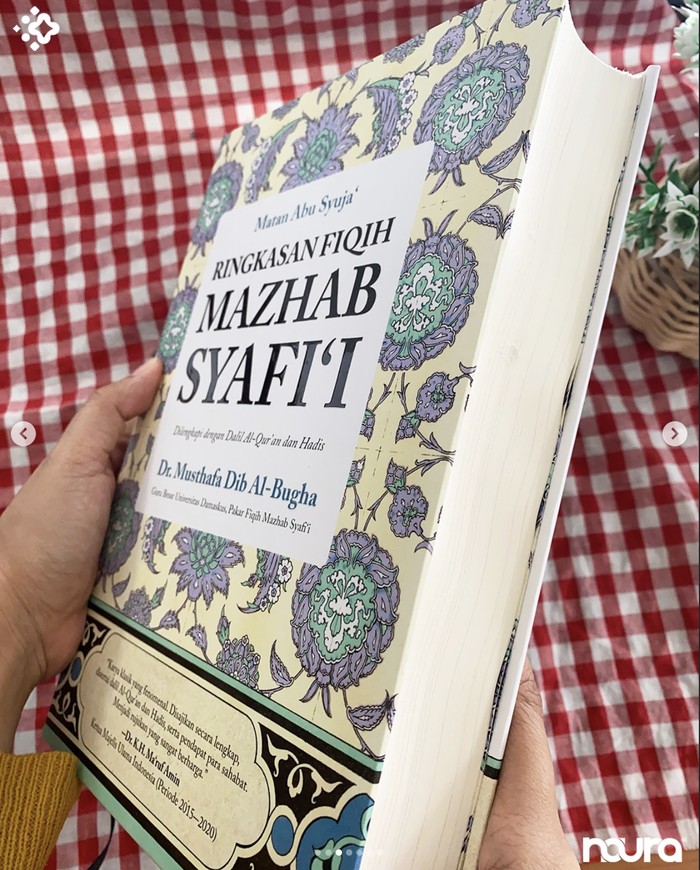 Matan Abu Syuja‘
RINGKASAN FIQIH
MAZHAB
SYAFI‘I
Dilengkapi dengan Dalil Al-Qur'an dan Hadis
Dr. Musthafa Dib Al-Bugha
Guru Besar Universitas Damaskus, Pakar Fiqih Mazhab Syafi'i
"Karya klasik yang fenomenal. Disajikan secara lengkap,
disertai dalil Al-Qur'an dan Hadis, serta pendapat para sahabat.
Menjadi rujukan yang sangat berharga."
—Dr. K.H. Ma'ruf Amin
Ketua Majelis Ulama Indonesia (Periode 2015—2020)
noura